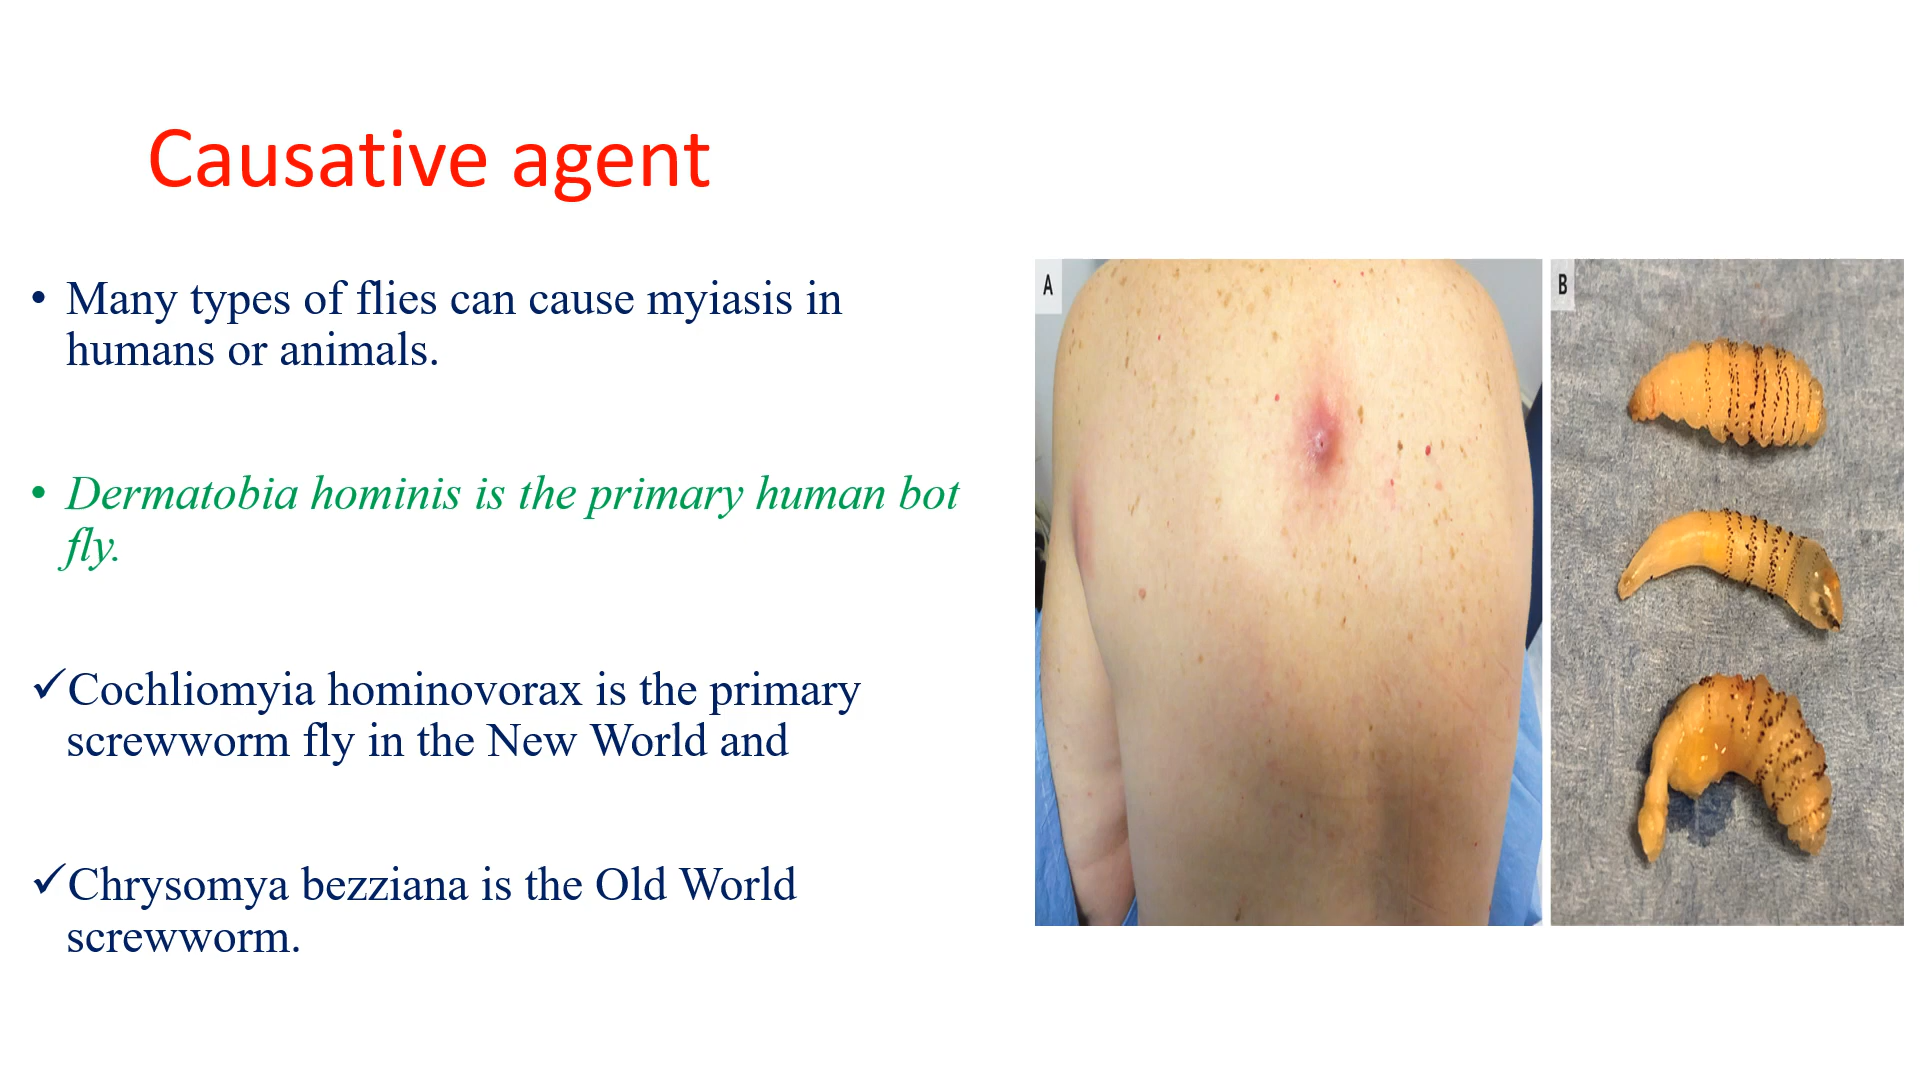 Causative agent
• Many types of flies can cause myiasis in
humans or animals.
• Dermatobia hominis is the primary human bot
fly.
✓Cochliomyia hominovorax is the primary
screwworm fly in the New World and
✓Chrysomya bezziana is the Old World
screwworm.
A
B